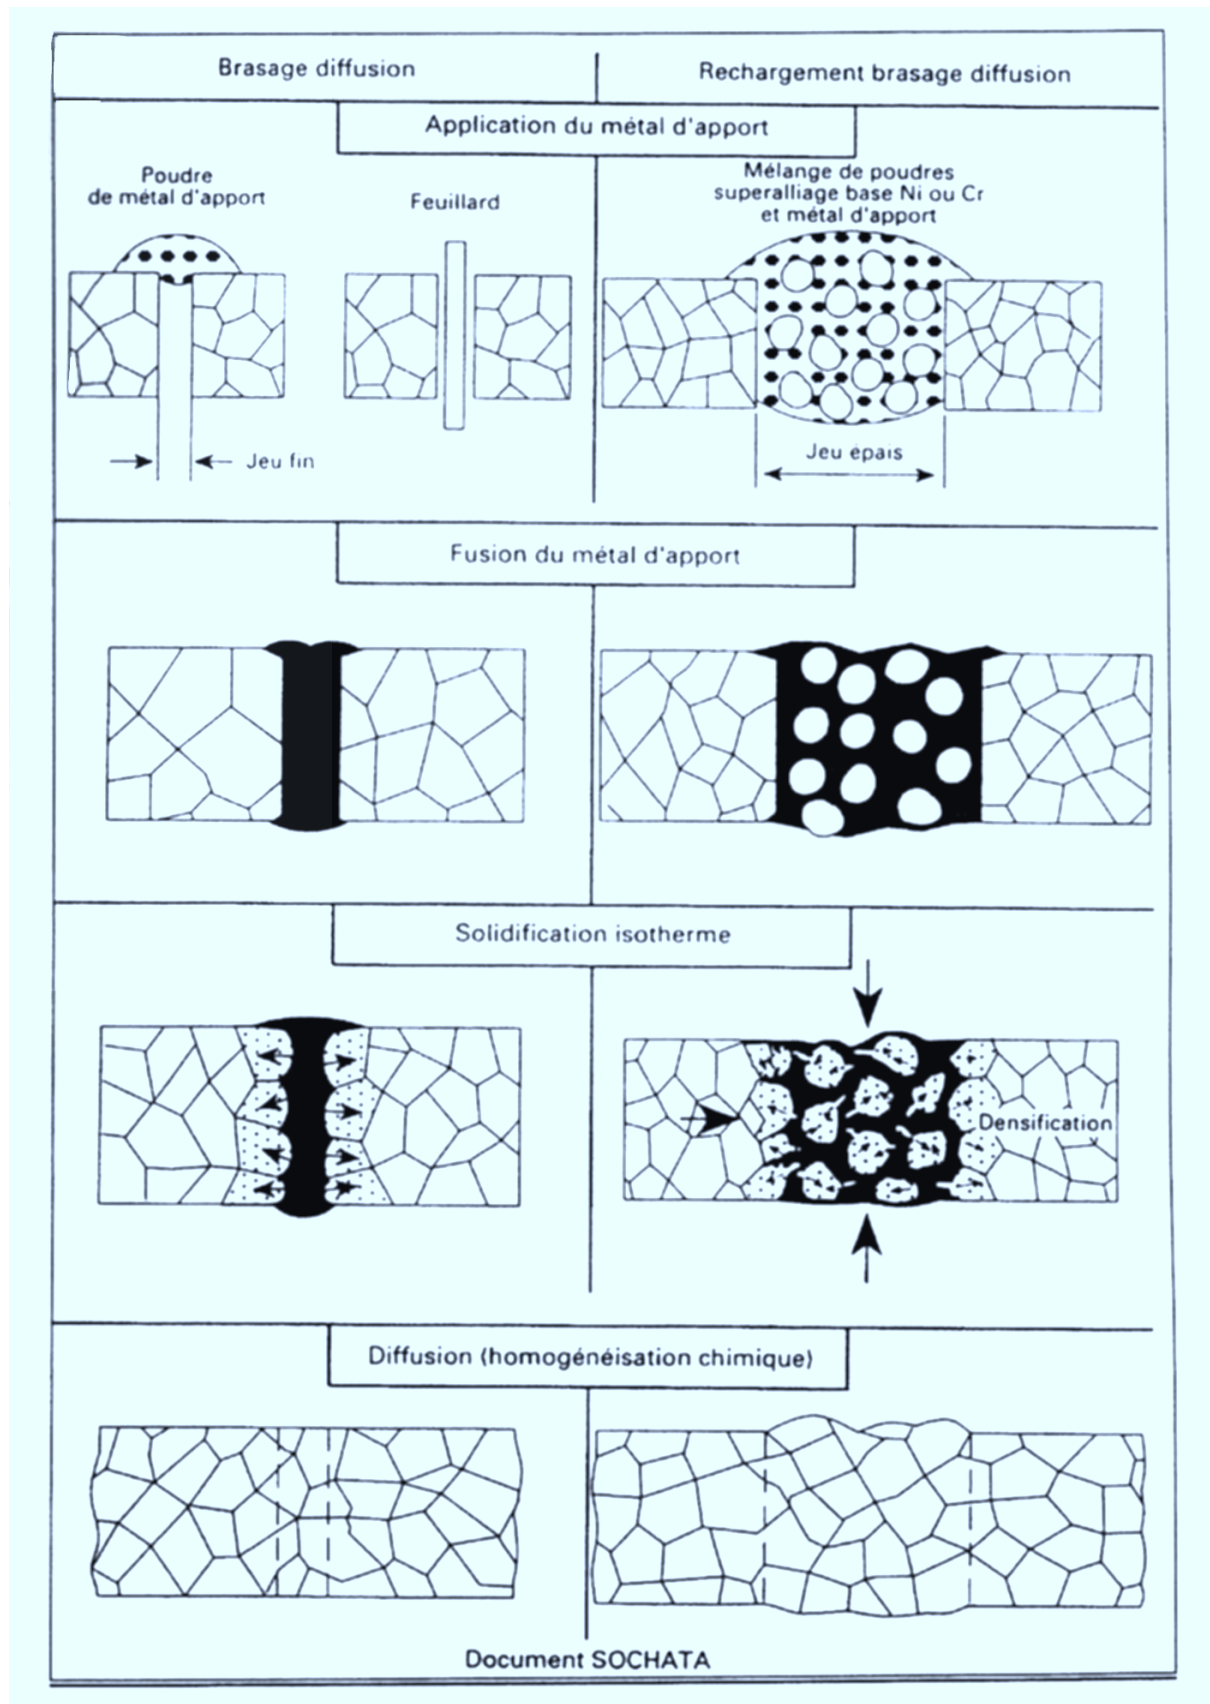 Brasage diffusion
Rechargement brasage diffusion
Application du métal d'apport
Poudre
de métal d'apport
Feuillard
Mélange de poudres
superalliage base Ni ou Cr
et métal d'apport
Jeu fin
Jeu épais
Fusion du métal d'apport
Solidification isotherme
Densification
Diffusion (homogénéisation chimique)
Document SOCHATA